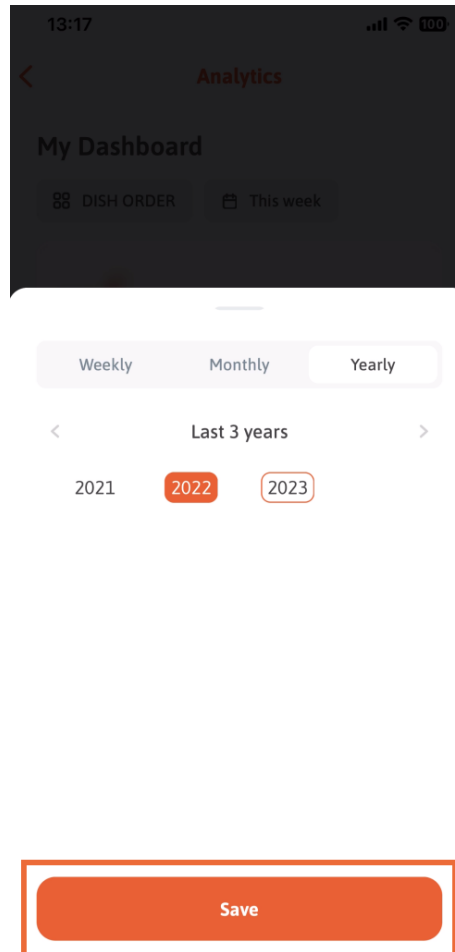 13:17 100
Analytics
My Dashboard
DISH ORDER This week
Weekly Monthly Yearly
Last 3 years
2021 2022 2023
Save